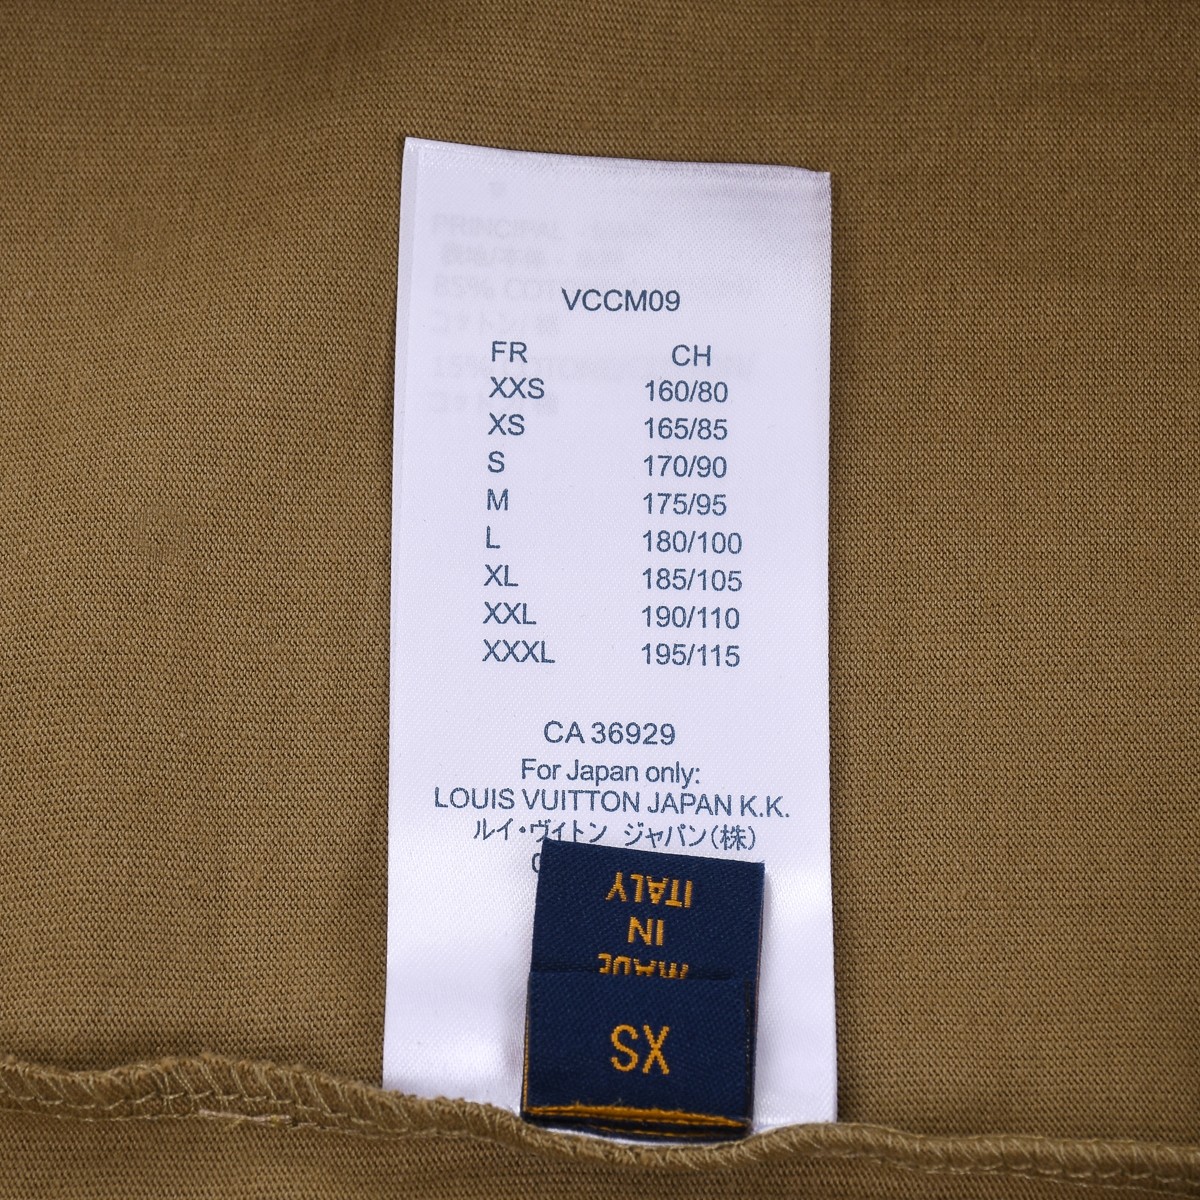 VCCM09
FR CH
XXS 160/80
XS 165/85
S 170/90
M 175/95
L 180/100
XL 185/105
XXL 190/110
XXXL 195/115
CA 36929
For Japan only:
LOUIS VUITTON JAPAN K.K.
ルイ・ヴィトン ジャパン(株)
MADE
IN
ITALY
XS